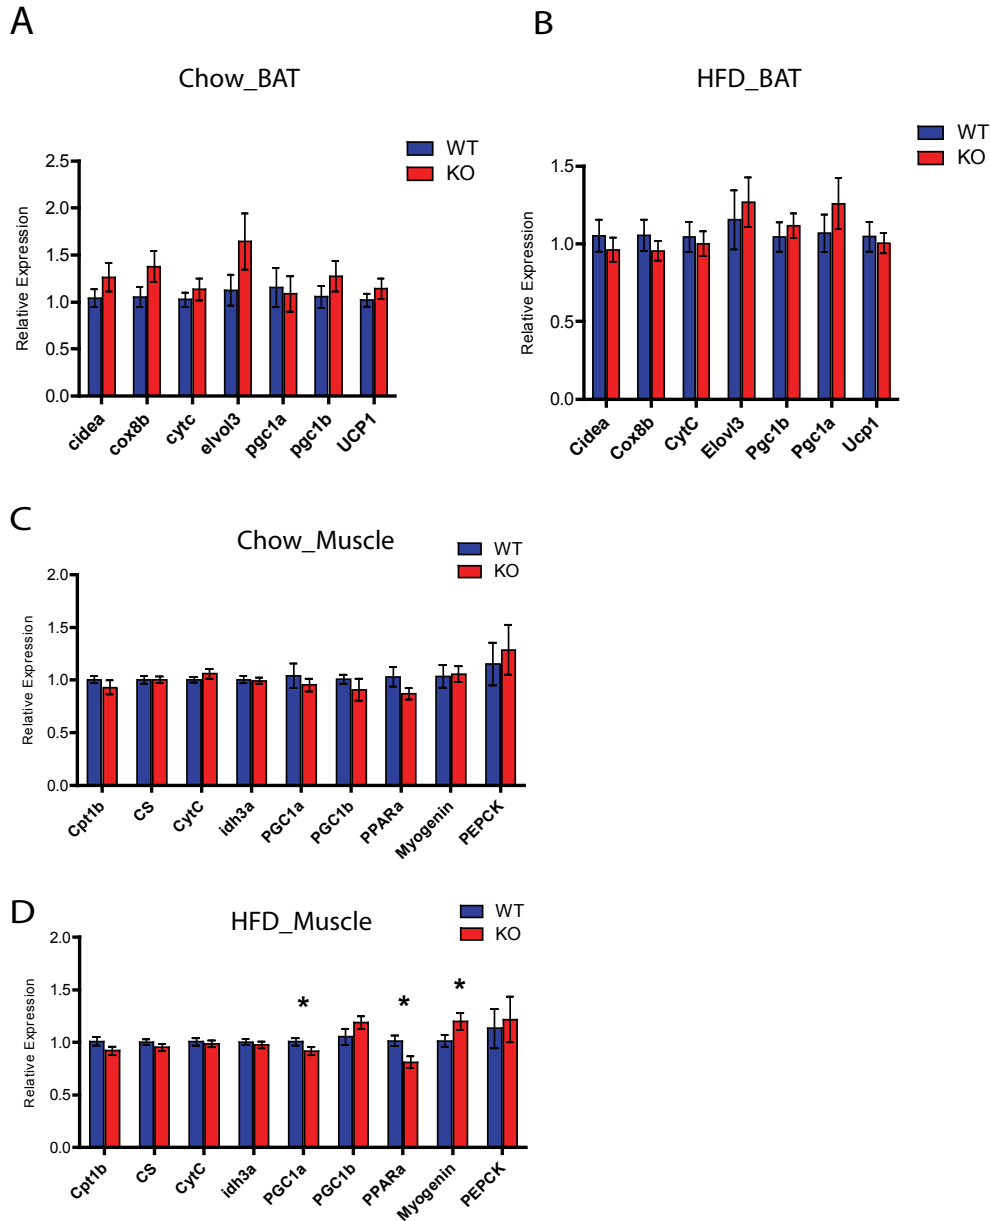 A
Chow_BAT
WT
KO
Relative Expression
2.5
2.0
1.5
1.0
0.5
0.0
cidea
cox8b
cytc
elvol3
pgc1a
pgc1b
UCP1
B
HFD_BAT
WT
KO
Relative Expression
1.5
1.0
0.5
0.0
Cidea
Cox8b
CytC
Elovl3
Pgc1b
Pgc1a
Ucp1
C
Chow_Muscle
WT
KO
Relative Expression
2.0
1.5
1.0
0.5
0.0
Cpt1b
CS
CytC
idh3a
PGC1a
PGC1b
PPARa
Myogenin
PEPCK
D
HFD_Muscle
WT
KO
Relative Expression
2.0
1.5
1.0
0.5
0.0
*
*
*
Cpt1b
CS
CytC
idh3a
PGC1a
PGC1b
PPARa
Myogenin
PEPCK